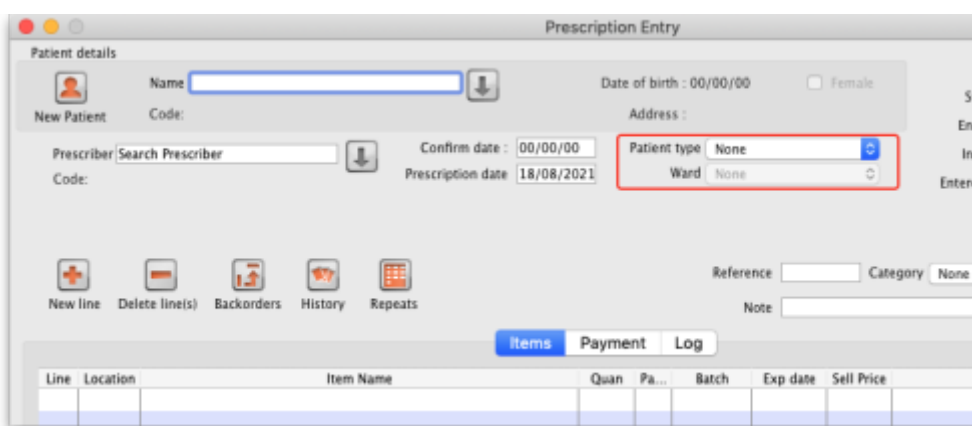 Prescription Entry
Patient details
Name
Date of birth : 00/00/00
Female
New Patient
Code:
Address :
Prescriber Search Prescriber
Code:
Confirm date : 00/00/00
Prescription date 18/08/2021
Patient type None
Ward None
New line
Delete line(s)
Backorders
History
Repeats
Reference
Category None
Note
Items Payment Log
Line Location Item Name Quan Pa... Batch Exp date Sell Price